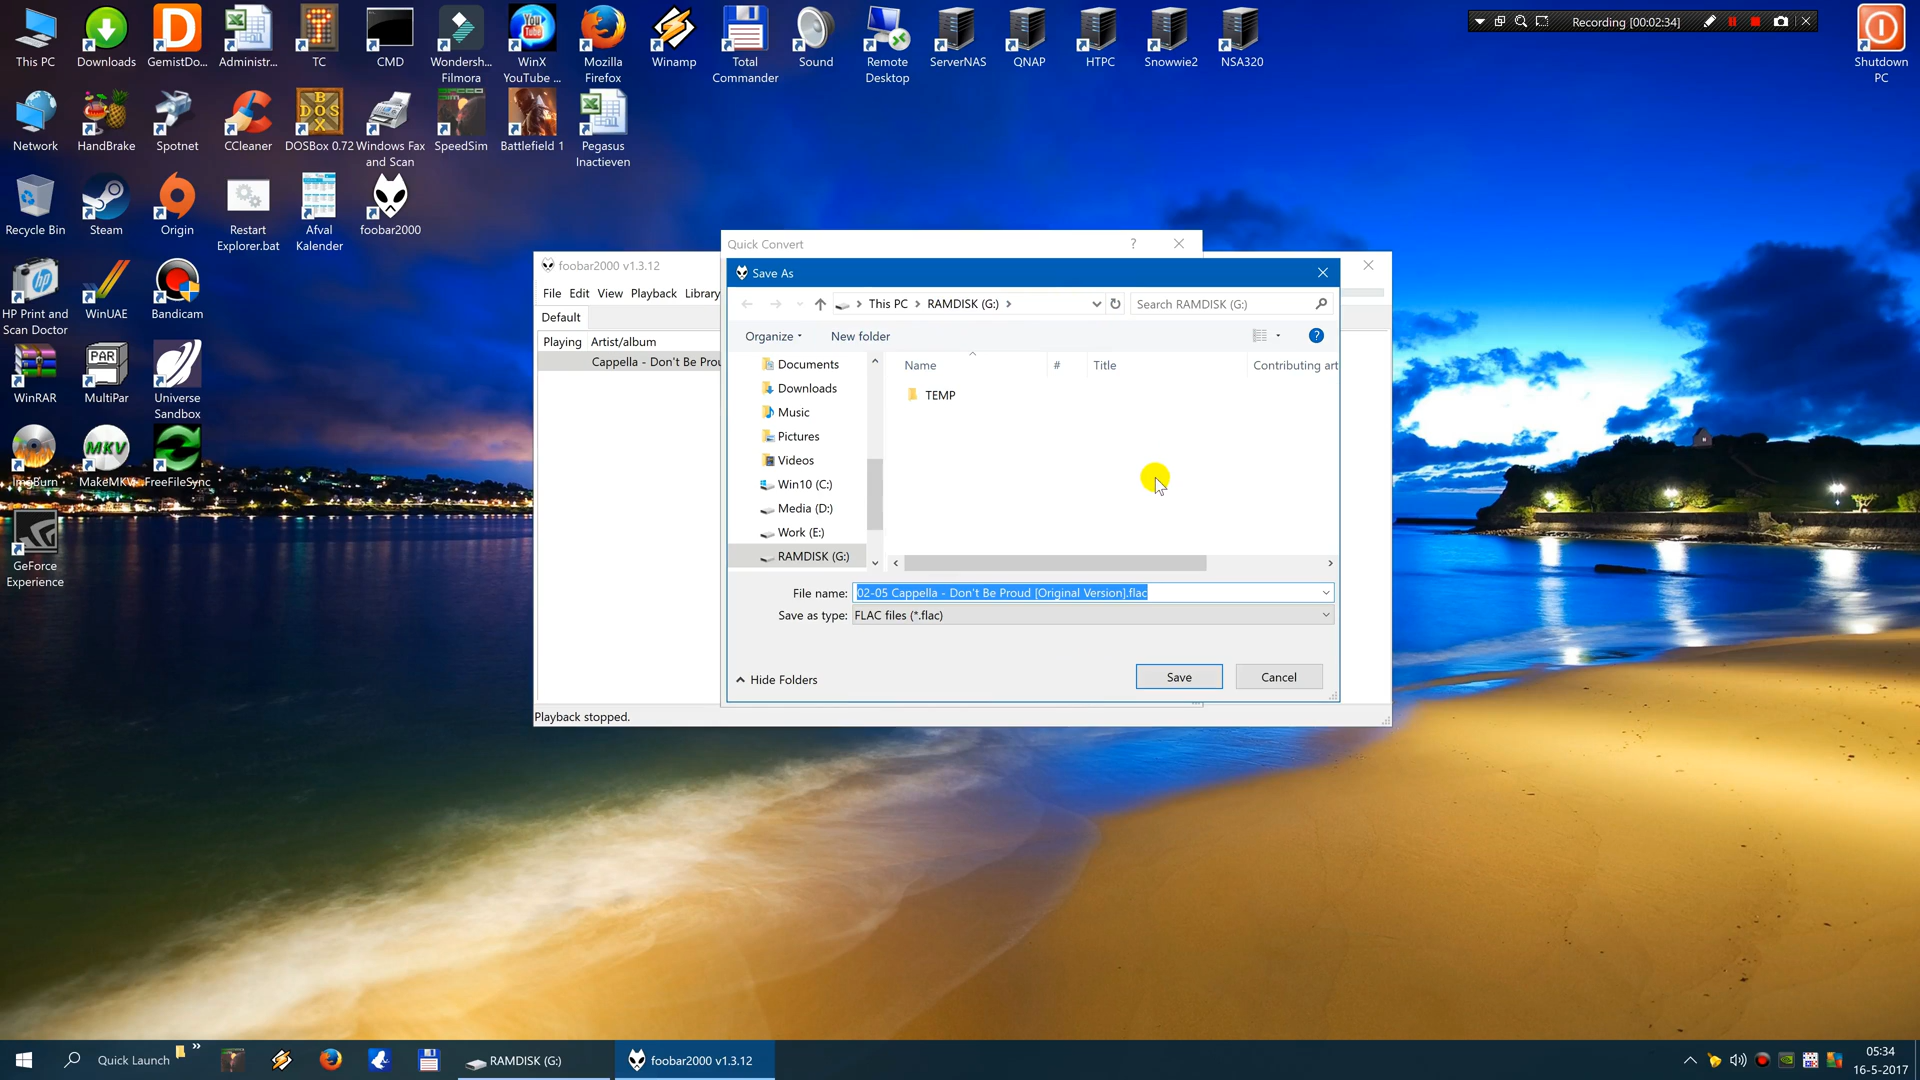 This PC
Downloads
GemistDo...
Administr...
TC
CMD
Wondersh...
Filmora
WinX
YouTube ...
Mozilla
Firefox
Winamp
Total
Commander
Sound
Remote
Desktop
ServerNAS
QNAP
HTPC
Snowwie2
NSA320
Recording [00:02:34]
Shutdown
PC
Network
HandBrake
Spotnet
CCleaner
DOSBox 0.72
Windows Fax
and Scan
SpeedSim
Battlefield 1
Pegasus
Inactieven
Recycle Bin
Steam
Origin
Restart
Explorer.bat
Afval
Kalender
foobar2000
HP Print and
Scan Doctor
WinUAE
Bandicam
WinRAR
MultiPar
Universe
Sandbox
ImgBurn
MakeMKV
FreeFileSync
GeForce
Experience
Quick Convert
?
foobar2000 v1.3.12
File Edit View Playback Library
Default
Playing Artist/album
Cappella - Don't Be Prou
Playback stopped.
Save As
This PC > RAMDISK (G:) >
Search RAMDISK (G:)
Organize
New folder
?
Documents
Downloads
Music
Pictures
Videos
Win10 (C:)
Media (D:)
Work (E:)
RAMDISK (G:)
Name # Title Contributing art
TEMP
File name: 02-05 Cappella - Don't Be Proud [Original Version].flac
Save as type: FLAC files (*.flac)
Hide Folders
Save
Cancel
Quick Launch
»
RAMDISK (G:)
foobar2000 v1.3.12
05:34
16-5-2017